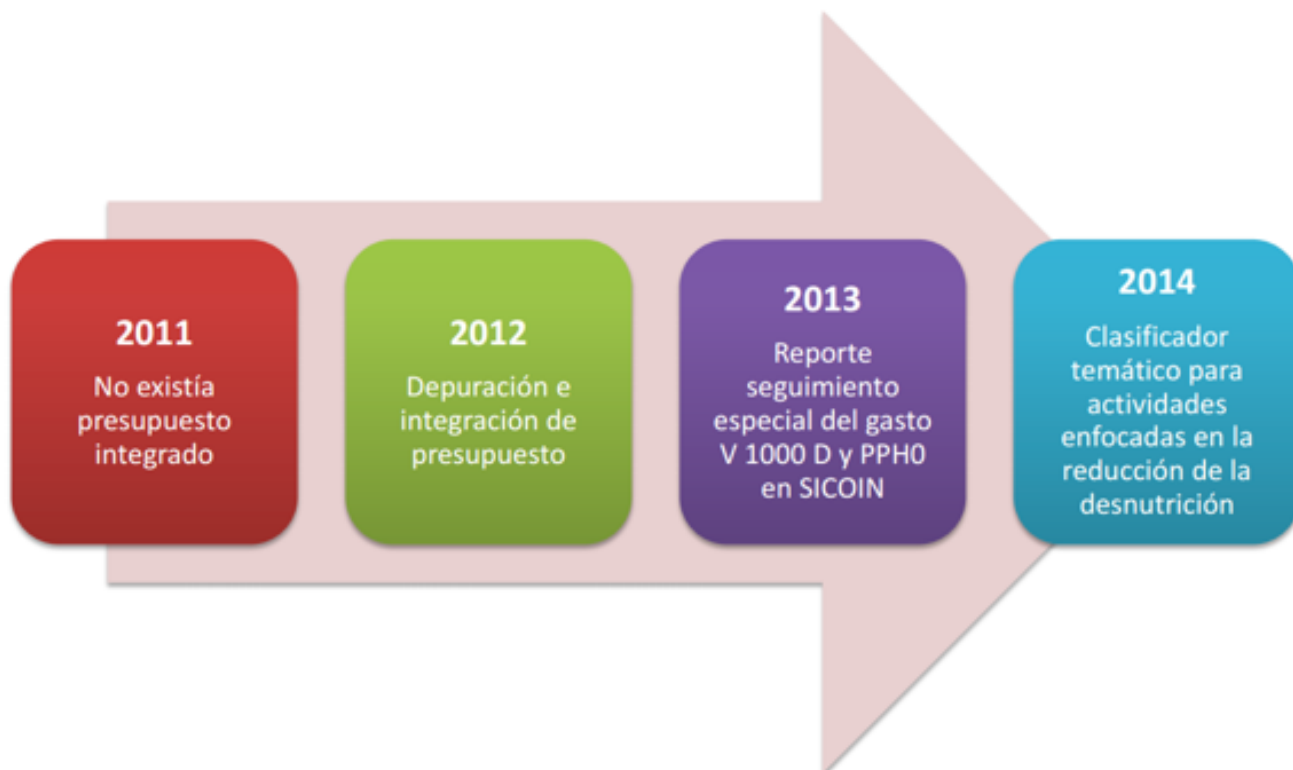 2011
No existía
presupuesto
integrado
2012
Depuración e
integración de
presupuesto
2013
Reporte
seguimiento
especial del gasto
V 1000 D y PPH0
en SICOIN
2014
Clasificador
temático para
actividades
enfocadas en la
reducción de la
desnutrición